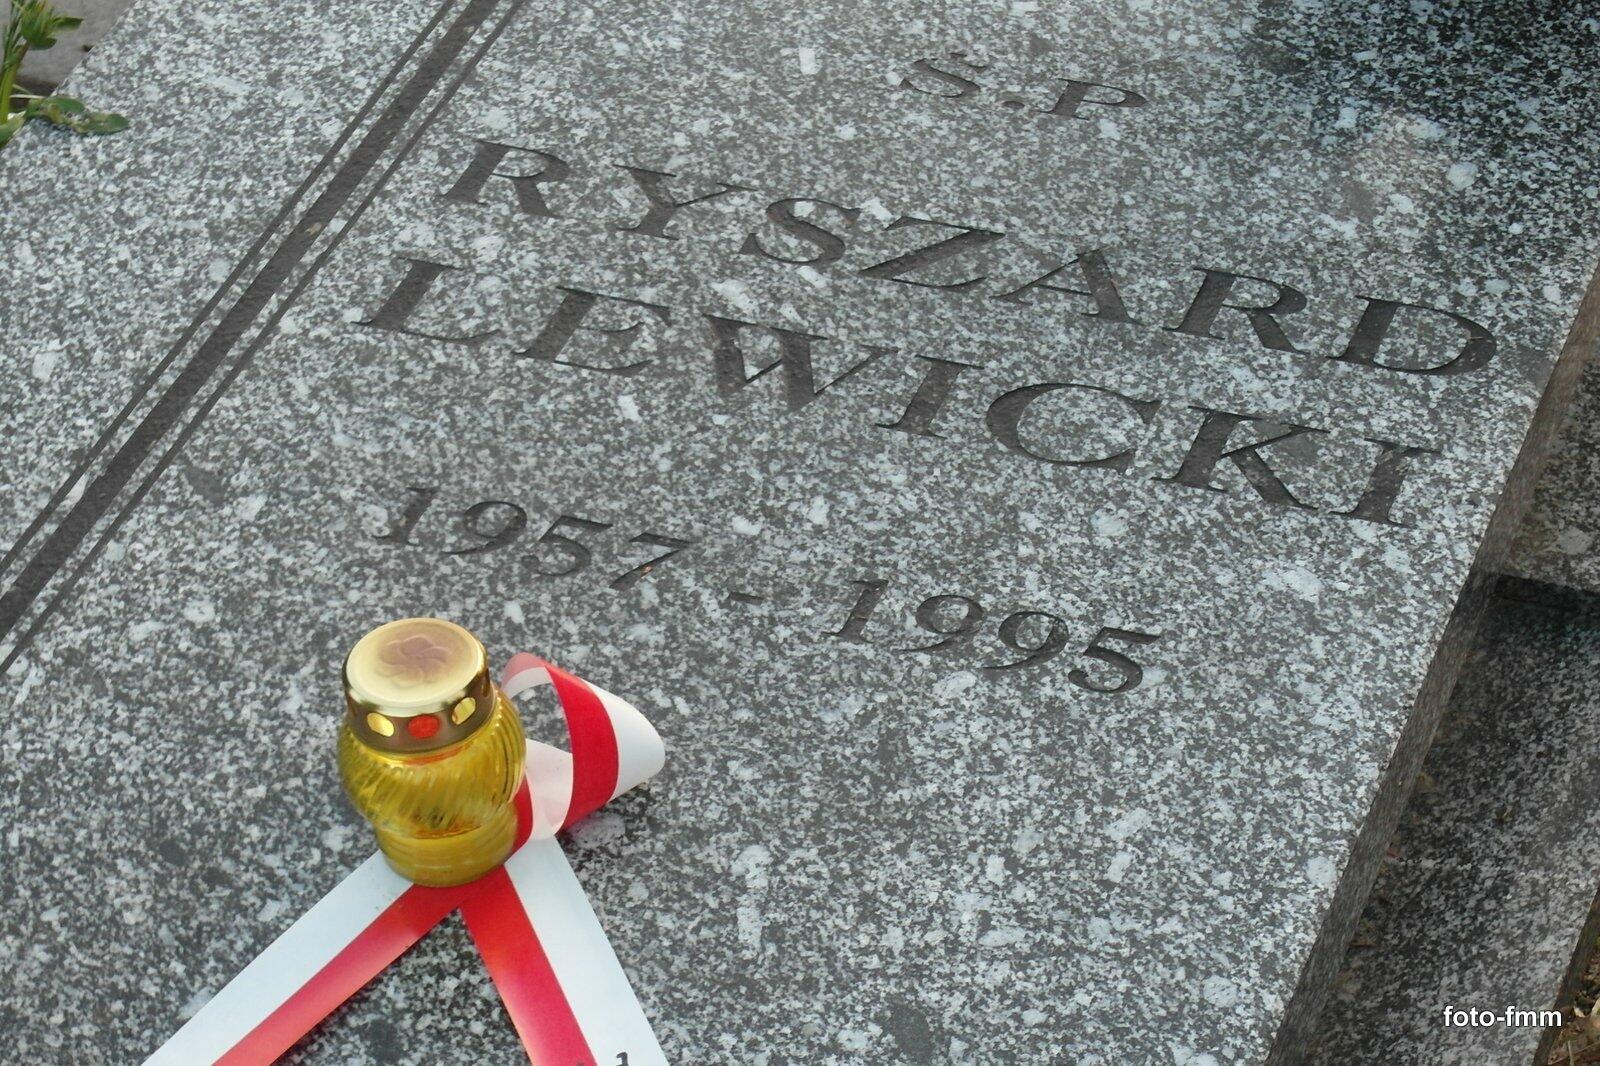 Ś.P
RYSZARD
LEWICKI
1957 - 1995
foto-fmm